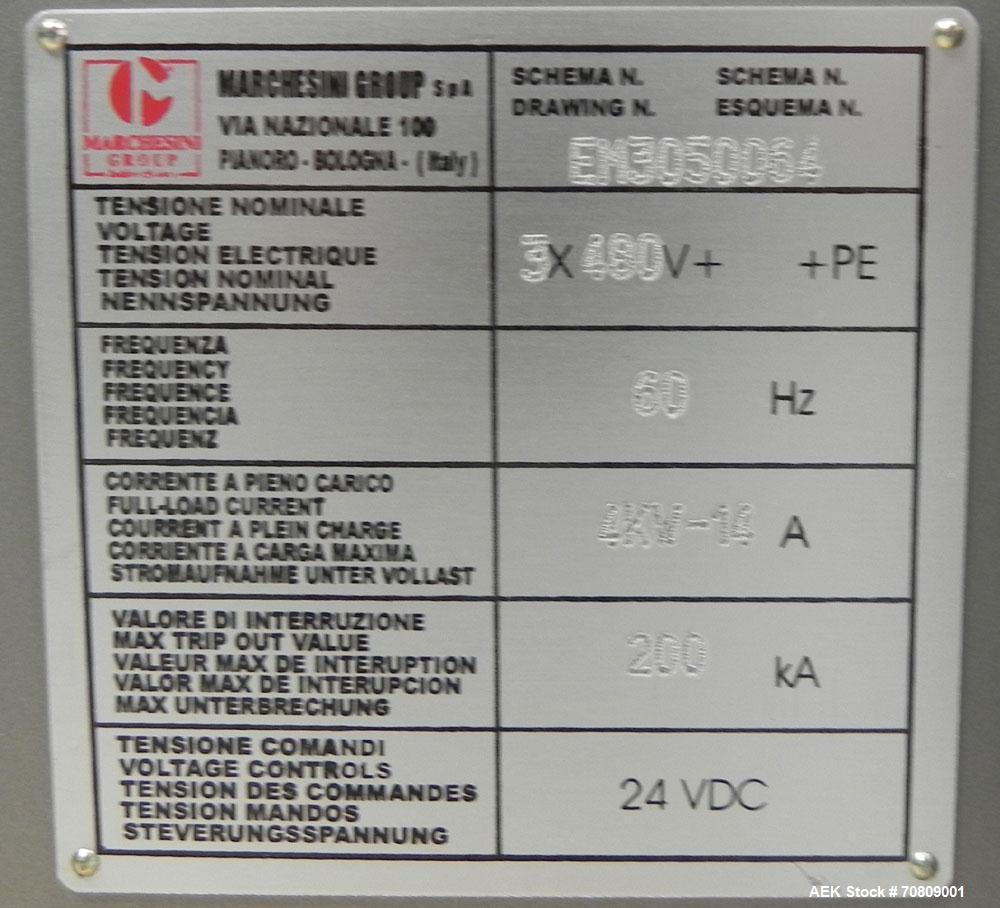 MARCHESINI
GROUP
MARCHESINI GROUP SpA
VIA NAZIONALE 100
PIANORO - BOLOGNA - ( Italy )
SCHEMA N. SCHEMA N.
DRAWING N. ESQUEMA N.
EM3050064
TENSIONE NOMINALE
VOLTAGE
TENSION ELECTRIQUE
TENSION NOMINAL
NENNSPANNUNG
3X 480V+ +PE
FREQUENZA
FREQUENCY
FREQUENCE
FREQUENCIA
FREQUENZ
60 Hz
CORRENTE A PIENO CARICO
FULL-LOAD CURRENT
COURRENT A PLEIN CHARGE
CORRIENTE A CARGA MAXIMA
STROMAUFNAHME UNTER VOLLAST
A
VALORE DI INTERRUZIONE
MAX TRIP OUT VALUE
VALEUR MAX DE INTERUPTION
VALOR MAX DE INTERUPCION
MAX UNTERBRECHUNG
200 kA
TENSIONE COMANDI
VOLTAGE CONTROLS
TENSION DES COMMANDES
TENSION MANDOS
STEVERUNGSSPANNUNG
24 VDC
AEK Stock # 70809001